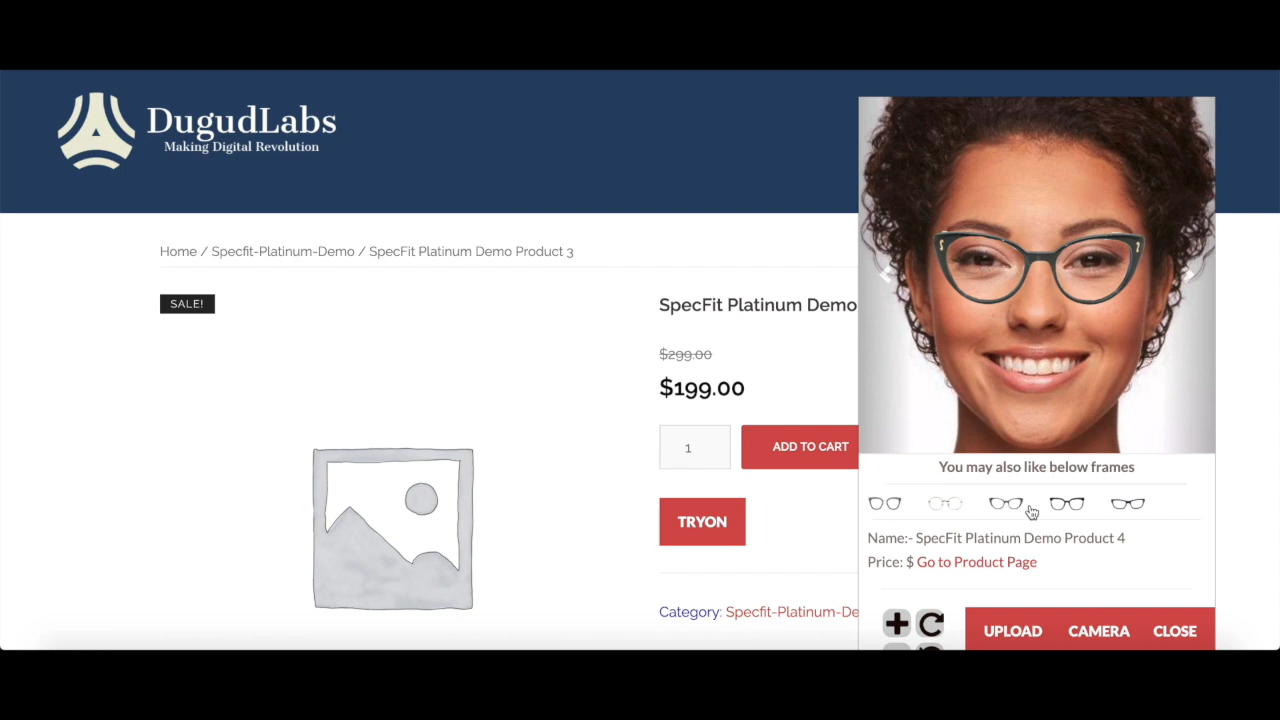 DugudLabs
Making Digital Revolution
Home / Specfit-Platinum-Demo / SpecFit Platinum Demo Product 3
SALE!
SpecFit Platinum Demo
$299.00
$199.00
1
ADD TO CART
TRYON
Category: Specfit-Platinum-De
You may also like below frames
Name:- SpecFit Platinum Demo Product 4
Price: $ Go to Product Page
UPLOAD CAMERA CLOSE